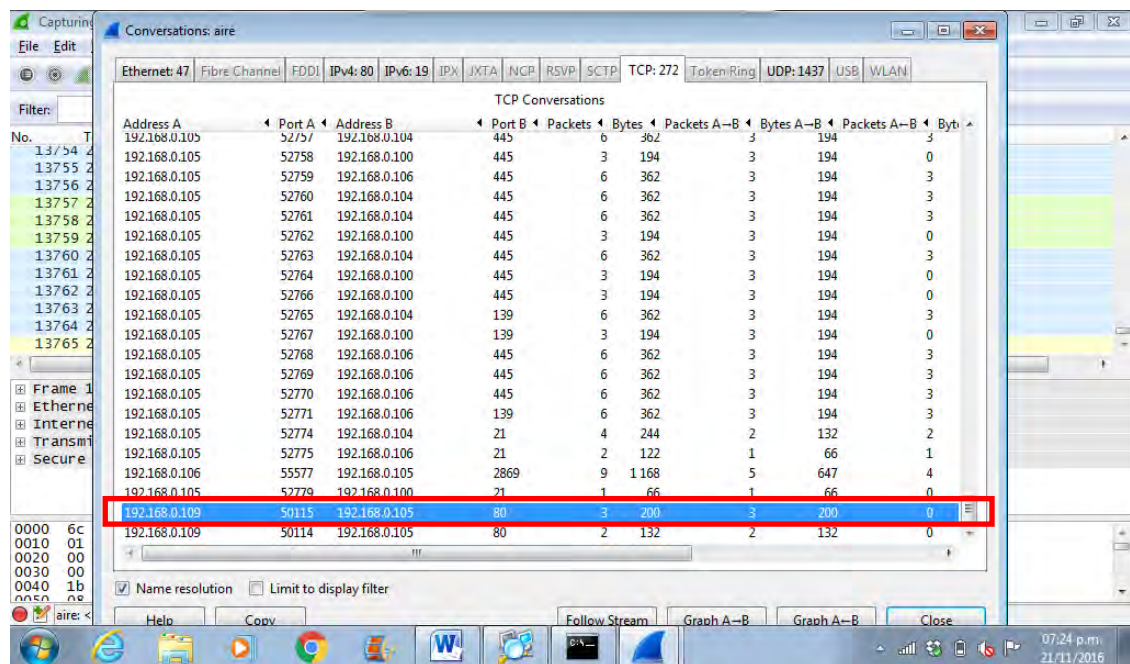 Capturing
Conversations: aire
File Edit
Ethernet: 47 Fibre Channel FDDI IPv4: 80 IPv6: 19 IPX JXTA NCP RSVP SCTP TCP: 272 Token Ring UDP: 1437 USB WLAN
Filter:
TCP Conversations
No. T
Address A Port A Address B Port B Packets Bytes Packets A→B Bytes A→B Packets A←B Byt
192.168.0.105 52757 192.168.0.104 445 6 362 3 194 3
192.168.0.105 52758 192.168.0.100 445 3 194 3 194 0
192.168.0.105 52759 192.168.0.106 445 6 362 3 194 3
192.168.0.105 52760 192.168.0.104 445 6 362 3 194 3
192.168.0.105 52761 192.168.0.104 445 6 362 3 194 3
192.168.0.105 52762 192.168.0.100 445 3 194 3 194 0
192.168.0.105 52763 192.168.0.104 445 6 362 3 194 3
192.168.0.105 52764 192.168.0.100 445 3 194 3 194 0
192.168.0.105 52766 192.168.0.100 445 3 194 3 194 0
192.168.0.105 52765 192.168.0.104 139 6 362 3 194 3
192.168.0.105 52767 192.168.0.100 139 3 194 3 194 0
192.168.0.105 52768 192.168.0.106 445 6 362 3 194 3
192.168.0.105 52769 192.168.0.106 445 6 362 3 194 3
192.168.0.105 52770 192.168.0.106 445 6 362 3 194 3
192.168.0.105 52771 192.168.0.106 139 6 362 3 194 3
192.168.0.105 52774 192.168.0.104 21 4 244 2 132 2
192.168.0.105 52775 192.168.0.106 21 2 122 1 66 1
192.168.0.106 55577 192.168.0.105 2869 9 1 168 5 647 4
192.168.0.105 52779 192.168.0.100 21 1 66 1 66 0
192.168.0.109 50115 192.168.0.105 80 3 200 3 200 0
192.168.0.109 50114 192.168.0.105 80 2 132 2 132 0
13754 2
13755 2
13756 2
13757 2
13758 2
13759 2
13760 2
13761 2
13762 2
13763 2
13764 2
13765 2
Frame 1
Etherne
Interne
Transmi
Secure
0000 6c
0010 01
0020 00
0030 00
0040 1b
0050 08
Name resolution Limit to display filter
aire: <
Help Copy Follow Stream Graph A→B Graph A←B Close
W
C:\
07:24 p.m.
21/11/2016